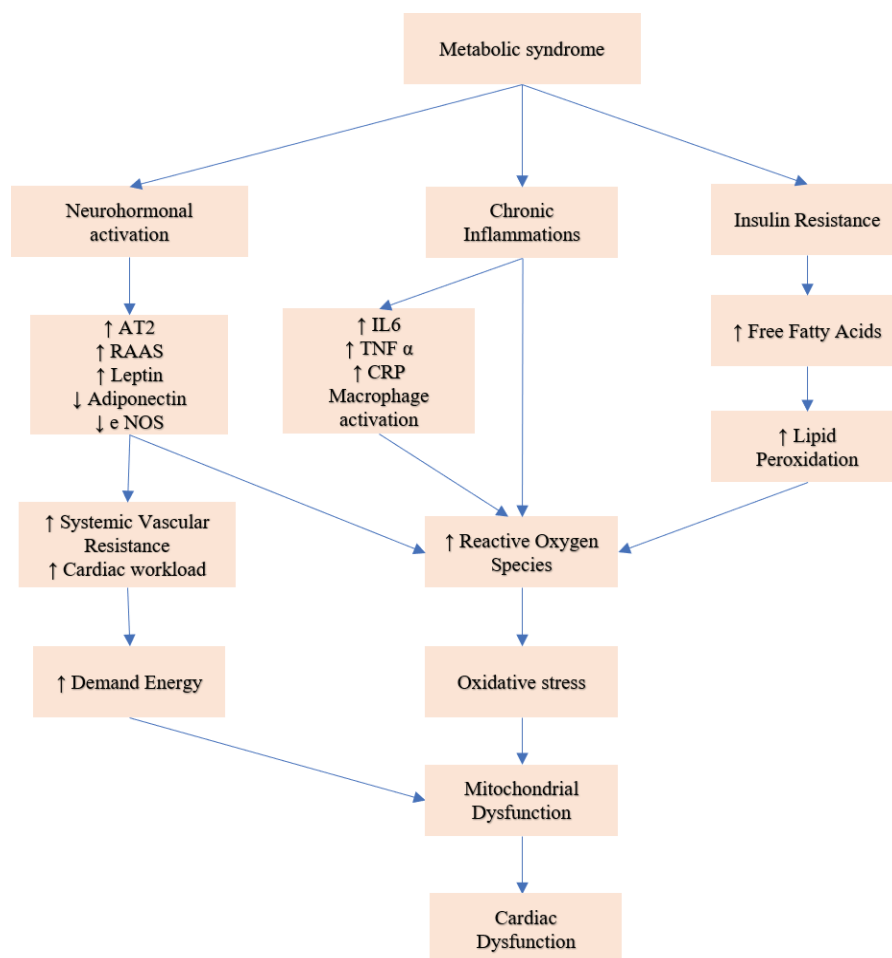 Metabolic syndrome
Neurohormonal
activation
Chronic
Inflammations
Insulin Resistance
↑ AT2
↑ RAAS
↑ Leptin
↓ Adiponectin
↓ e NOS
↑ IL6
↑ TNF α
↑ CRP
Macrophage
activation
↑ Free Fatty Acids
↑ Lipid
Peroxidation
↑ Systemic Vascular
Resistance
↑ Cardiac workload
↑ Reactive Oxygen
Species
↑ Demand Energy
Oxidative stress
Mitochondrial
Dysfunction
Cardiac
Dysfunction